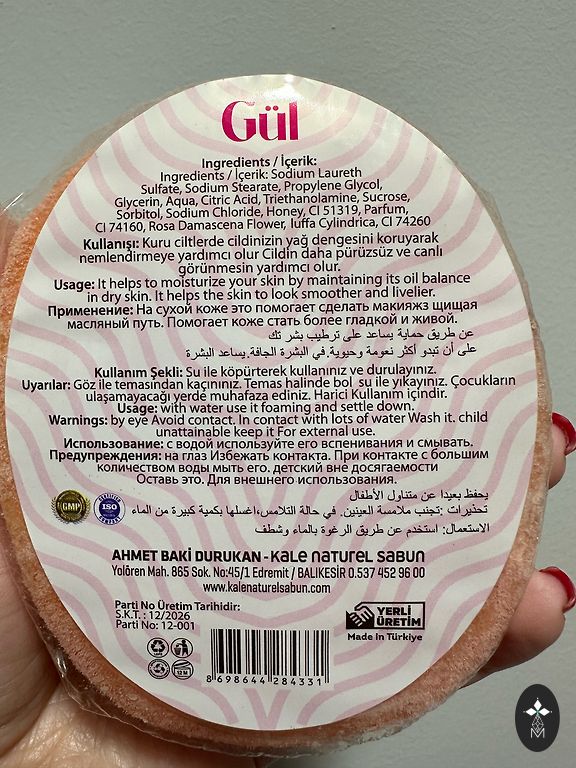 Gül
Ingredients / İçerik:
Ingredients / İçerik: Sodium Laureth
Sulfate, Sodium Stearate, Propylene Glycol,
Glycerin, Aqua, Citric Acid, Triethanolamine, Sucrose,
Sorbitol, Sodium Chloride, Honey, CI 51319, Parfum,
CI 74160, Rosa Damascena Flower, luffa Cylindrica, CI 74260
Kullanışı: Kuru ciltlerde cildinizin yağ dengesini koruyarak
nemlendirmeye yardımcı olur Cildin daha pürüzsüz ve canlı
görünmesin yardımcı olur.
Usage: It helps to moisturize your skin by maintaining its oil balance
in dry skin. It helps the skin to look smoother and livelier.
Применение: На сухой коже это помогает сделать макияжз щищая
масляный путь. Помогает коже стать более гладкой и живой.
عن طريق حماية يساعد على ترطيب بشر تك
على أن تبدو أكثر نعومة وحيوية.في البشرة الجافة.يساعد البشرة
Kullanım Şekli: Su ile köpürterek kullanınız ve durulayınız.
Uyarılar: Göz ile temasından kaçınınız. Temas halinde bol su ile yıkayınız. Çocukların
ulaşamayacağı yerde muhafaza ediniz. Harici Kullanım içindir.
Usage: with water use it foaming and settle down.
Warnings: by eye Avoid contact. In contact with lots of water Wash it. child
unattainable keep it For external use.
Использование: с водой используйте его вспенивания и смывать.
Предупреждения: на глаз Избежать контакта. При контакте с большим
количеством воды мыть его. детский вне досягаемости
Оставь это. Для внешнего использования.
يحفظ بعيدا عن متناول الأطفال
تحذيرات :تجنب ملامسة العينين. في حالة التلامس،اغسلها بكمية كبيرة من الماء
الاستعمال: استخدم عن طريق الرغوة بالماء وشطف
GMP
ISO
AHMET BAKİ DURUKAN - Kale Naturel Sabun
Yolören Mah. 865 Sok. No:45/1 Edremit / BALIKESİR 0.537 452 96 00
www.kalenaturelsabun.com
Parti No Üretim Tarihidir:
S.K.T. : 12/2026
Parti No: 12-001
YERLİ
ÜRETİM
Made in Türkiye
12 M
8 698644 284331
M